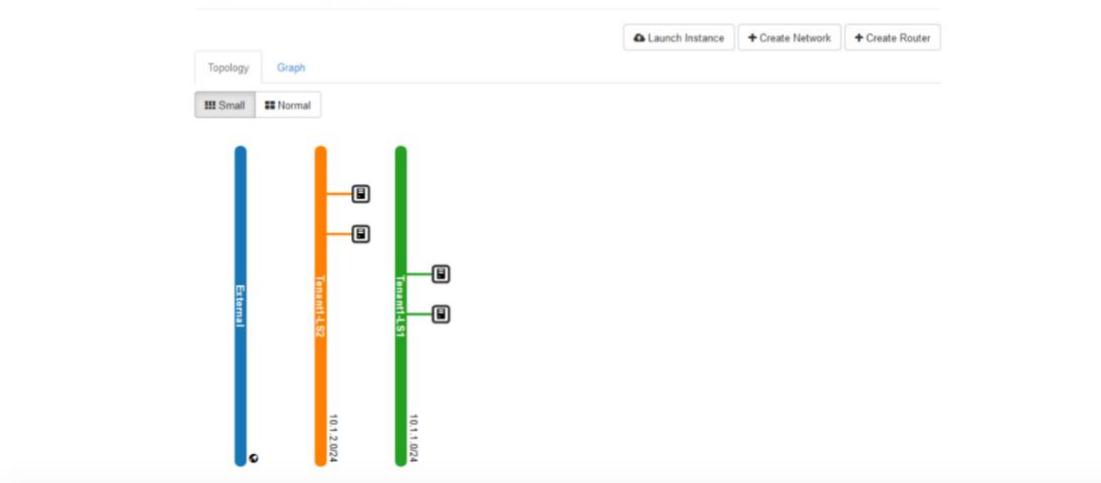 Launch Instance
Create Network
Create Router
Topology
Graph
Small
Normal
External
Tenant1-LS2
10.1.2.0/24
Tenant1-LS1
10.1.1.0/24